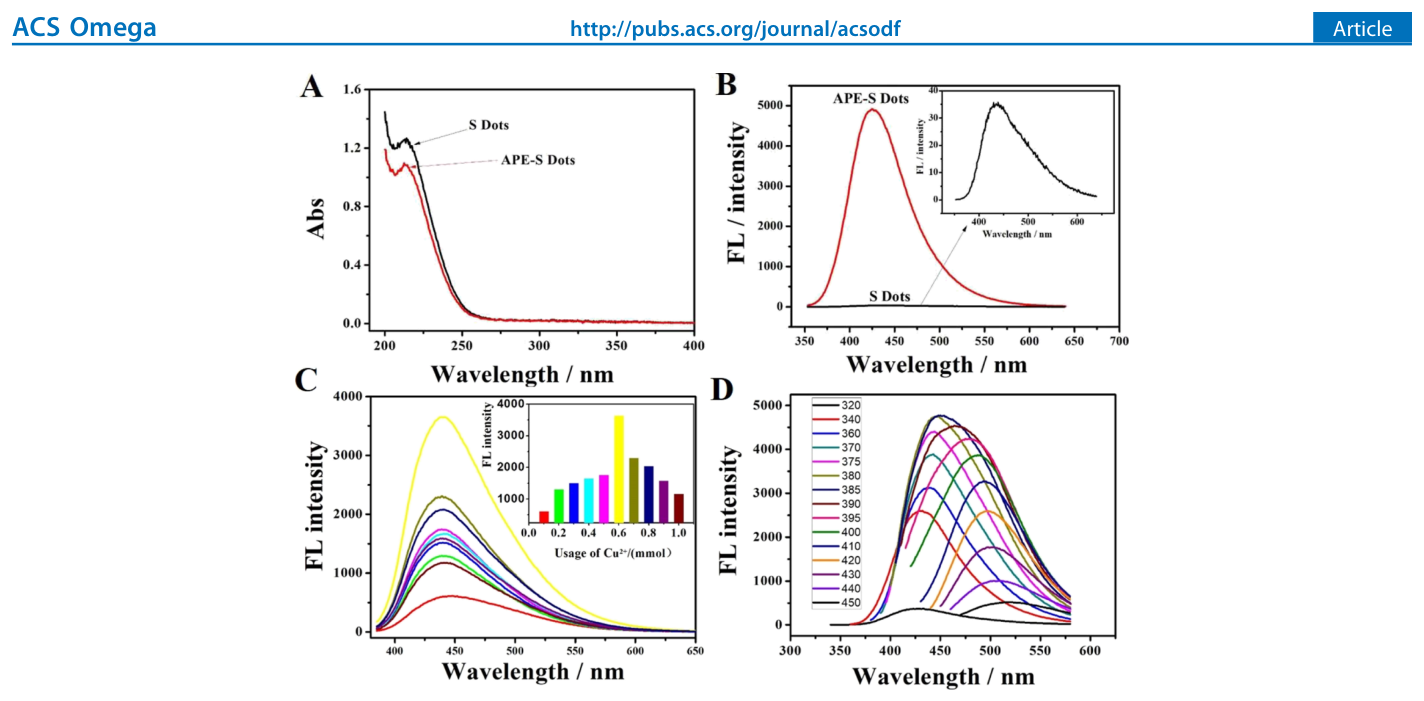 ACS Omega http://pubs.acs.org/journal/acsodf Article
A
1.6
1.2
0.8
0.4
0.0
Abs
S Dots
APE-S Dots
200 250 300 350 400
Wavelength / nm
B
5000
4000
3000
2000
1000
0
FL / intensity
APE-S Dots
S Dots
350 400 450 500 550 600 650 700
Wavelength / nm
40
30
20
10
0
FL / intensity
400 500 600
Wavelength / nm
C
4000
3000
2000
1000
0
FL intensity
400 450 500 550 600 650
Wavelength / nm
4000
3000
2000
1000
FL intensity
0.0 0.2 0.4 0.6 0.8 1.0
Usage of Cu²⁺/(mmol）
D
5000
4000
3000
2000
1000
0
FL intensity
320
340
360
370
375
380
385
390
395
400
410
420
430
440
450
300 350 400 450 500 550 600
Wavelength / nm